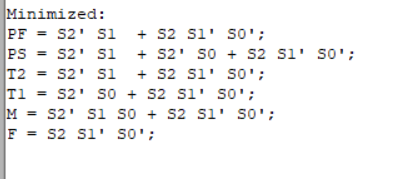 Minimized:
PF = S2' S1 + S2 S1' S0';
PS = S2' S1 + S2' S0 + S2 S1' S0';
T2 = S2' S1 + S2 S1' S0';
T1 = S2' S0 + S2 S1' S0';
M = S2' S1 S0 + S2 S1' S0';
F = S2 S1' S0';